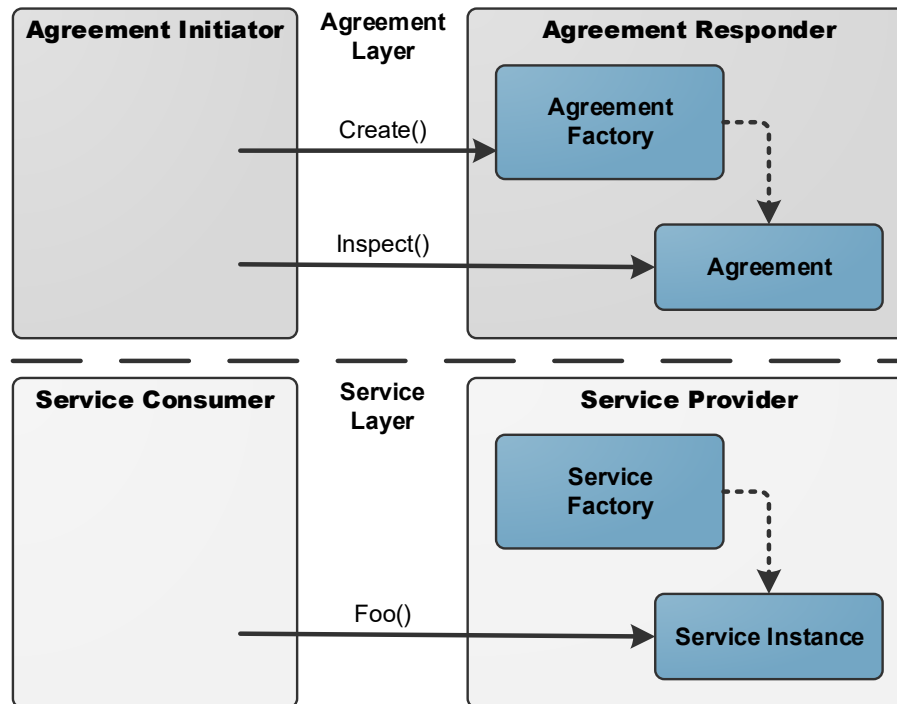 Agreement Initiator
Agreement
Layer
Agreement Responder
Agreement
Factory
Create()
Inspect()
Agreement
Service Consumer
Service
Layer
Service Provider
Service
Factory
Foo()
Service Instance